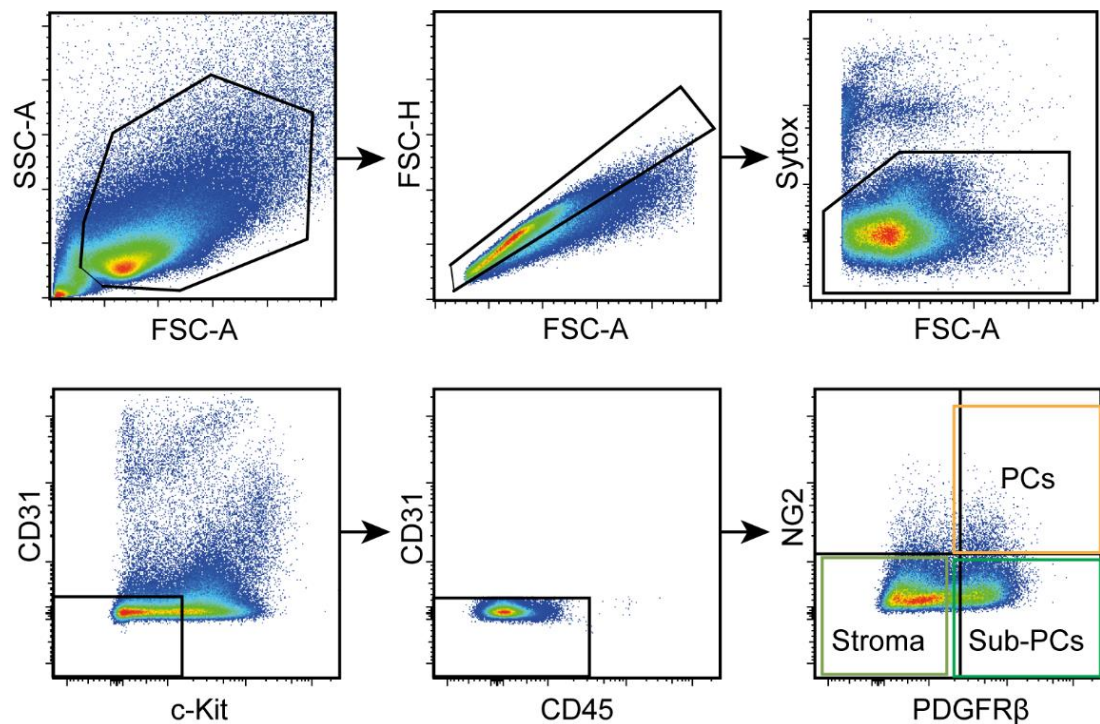 SSC-A
FSC-A
FSC-H
FSC-A
Sytox
FSC-A
CD31
c-Kit
CD31
CD45
NG2
PCs
Stroma
Sub-PCs
PDGFRβ